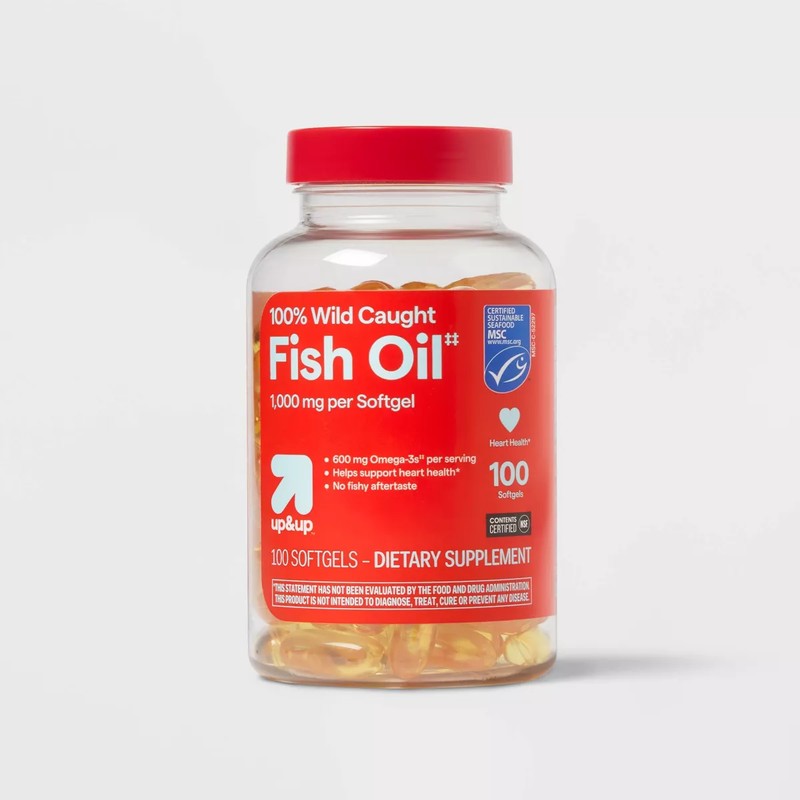 100% Wild Caught
Fish Oil‡
1,000 mg per Softgel
• 600 mg Omega-3s‡‡ per serving
• Helps support heart health*
• No fishy aftertaste
up&up™
CERTIFIED
SUSTAINABLE
SEAFOOD
MSC
www.msc.org
MSC-C-52397
Heart Health*
100
Softgels
CONTENTS
CERTIFIED
NSF
100 SOFTGELS – DIETARY SUPPLEMENT
*THIS STATEMENT HAS NOT BEEN EVALUATED BY THE FOOD AND DRUG ADMINISTRATION.
THIS PRODUCT IS NOT INTENDED TO DIAGNOSE, TREAT, CURE OR PREVENT ANY DISEASE.